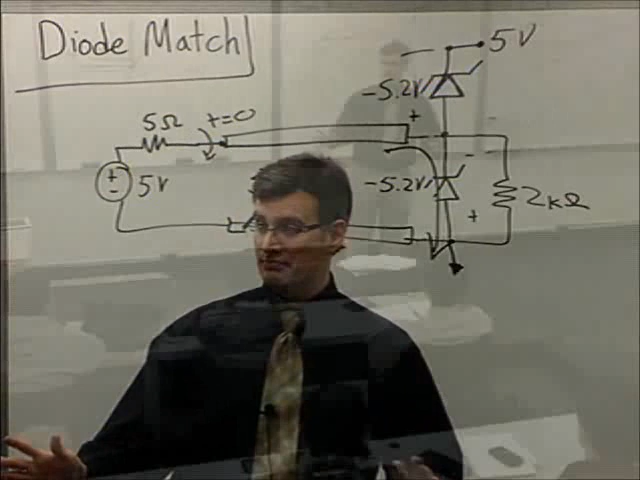 Diode Match
5V
-5.2V
+
5Ω
t=0
-
+
-
5V
-5.2V
+
2KΩ